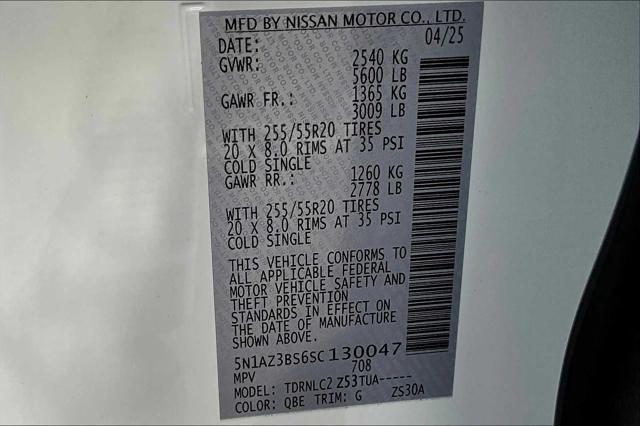 MFD BY NISSAN MOTOR CO., LTD.
DATE: 04/25
GVWR: 2540 KG
5600 LB
GAWR FR.: 1365 KG
3009 LB
WITH 255/55R20 TIRES
20 X 8.0 RIMS AT 35 PSI
COLD SINGLE
GAWR RR.: 1260 KG
2778 LB
WITH 255/55R20 TIRES
20 X 8.0 RIMS AT 35 PSI
COLD SINGLE
THIS VEHICLE CONFORMS TO
ALL APPLICABLE FEDERAL
MOTOR VEHICLE SAFETY AND
THEFT PREVENTION
STANDARDS IN EFFECT ON
THE DATE OF MANUFACTURE
SHOWN ABOVE.
5N1AZ3BS6SC130047
MPV 708
MODEL: TDRNLC2 Z53TUA-----
COLOR: QBE TRIM: G ZS30A